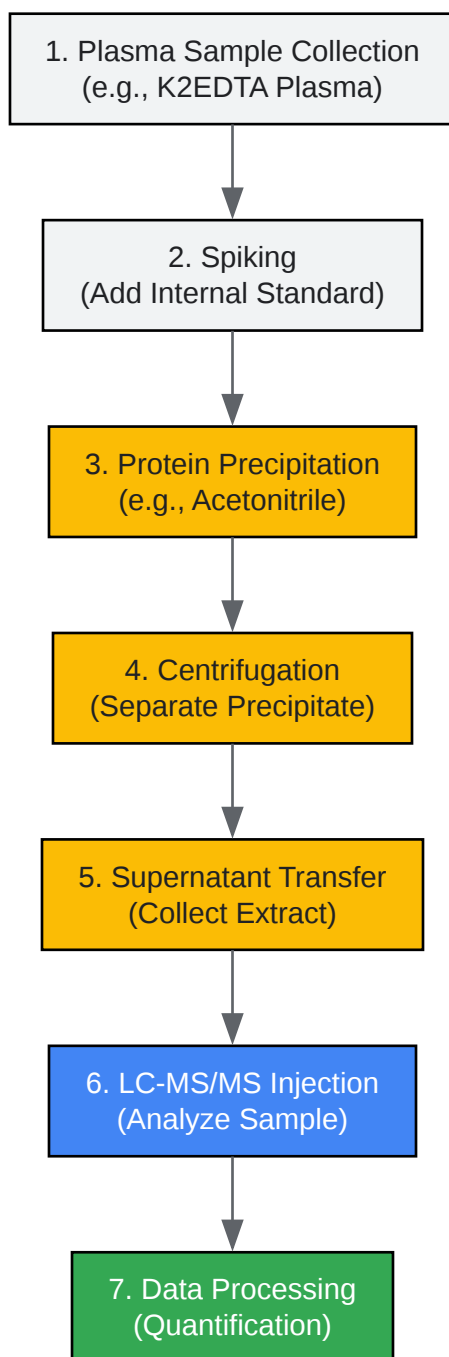 1. Plasma Sample Collection
(e.g., K2EDTA Plasma)
2. Spiking
(Add Internal Standard)
3. Protein Precipitation
(e.g., Acetonitrile)
4. Centrifugation
(Separate Precipitate)
5. Supernatant Transfer
(Collect Extract)
6. LC-MS/MS Injection
(Analyze Sample)
7. Data Processing
(Quantification)